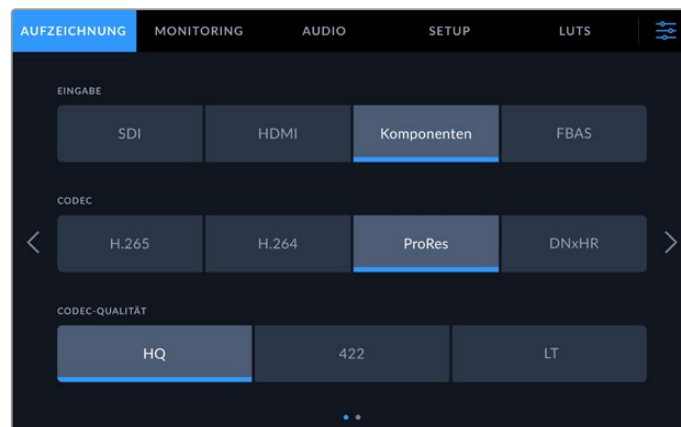 AUFZEICHNUNG MONITORING AUDIO SETUP LUTS
EINGABE
SDI HDMI Komponenten FBAS
CODEC
H.265 H.264 ProRes DNxHR
CODEC-QUALITÄT
HQ 422 LT